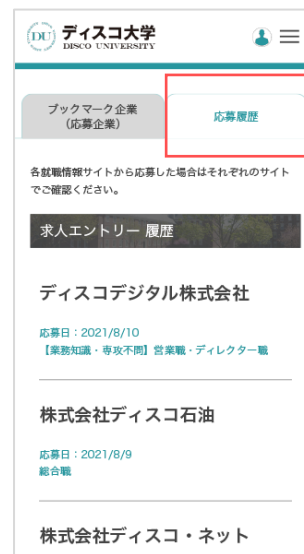 DU ディスコ大学
DISCO UNIVERSITY
ブックマーク企業
(応募企業)
応募履歴
各就職情報サイトから応募した場合はそれぞれのサイト
でご確認ください。
求人エントリー 履歴
ディスコデジタル株式会社
応募日：2021/8/10
【業務知識・専攻不問】営業職・ディレクター職
株式会社ディスコ石油
応募日：2021/8/9
総合職
株式会社ディスコ・ネット